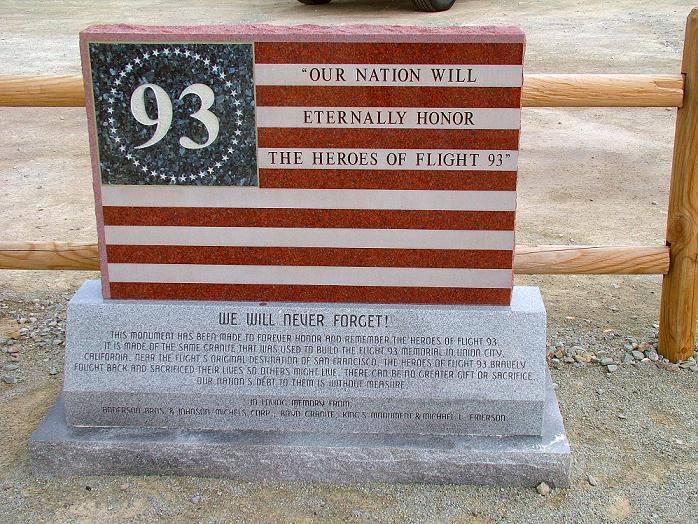 93
"OUR NATION WILL
ETERNALLY HONOR
THE HEROES OF FLIGHT 93"
WE WILL NEVER FORGET!
THIS MONUMENT HAS BEEN MADE TO FOREVER HONOR AND REMEMBER THE HEROES OF FLIGHT 93.
IT IS MADE OF THE SAME GRANITE THAT WAS USED TO BUILD THE FLIGHT 93 MEMORIAL IN UNION CITY,
CALIFORNIA, NEAR THE FLIGHT'S ORIGINAL DESTINATION OF SAN FRANCISCO. THE HEROES OF FLIGHT 93 BRAVELY
FOUGHT BACK AND SACRIFICED THEIR LIVES SO OTHERS MIGHT LIVE. THERE CAN BE NO GREATER GIFT OR SACRIFICE.
OUR NATION'S DEBT TO THEM IS WITHOUT MEASURE.
IN LOVING MEMORY FROM:
ANDERSON BROS. & JOHNSON, MICHELS CORP., BOYD GRANITE, KING'S MONUMENT & MICHAEL L. EMERSON